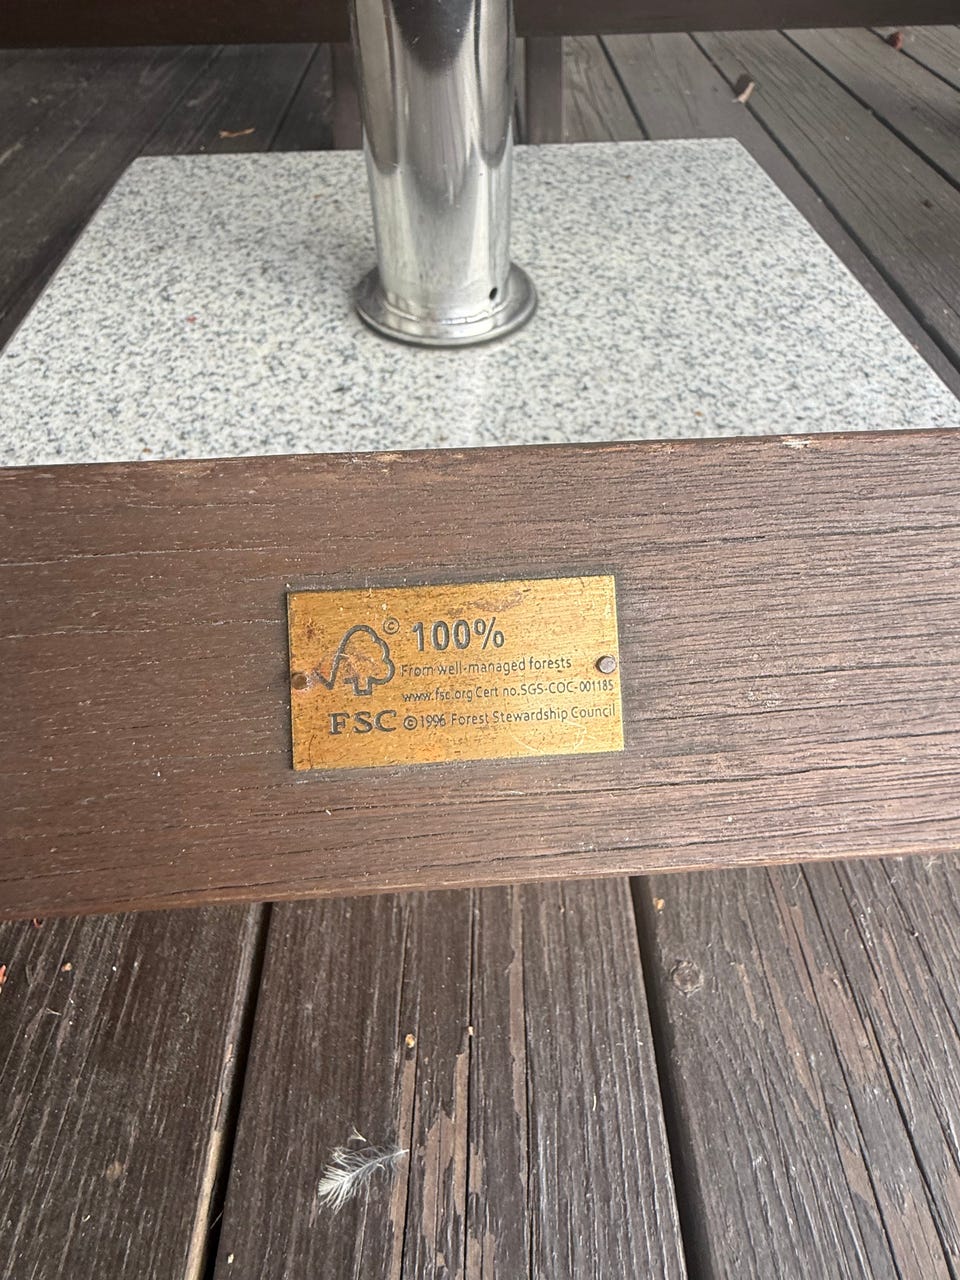 © 100%
From well-managed forests
www.fsc.org Cert no.SGS-COC-001185
FSC ©1996 Forest Stewardship Council